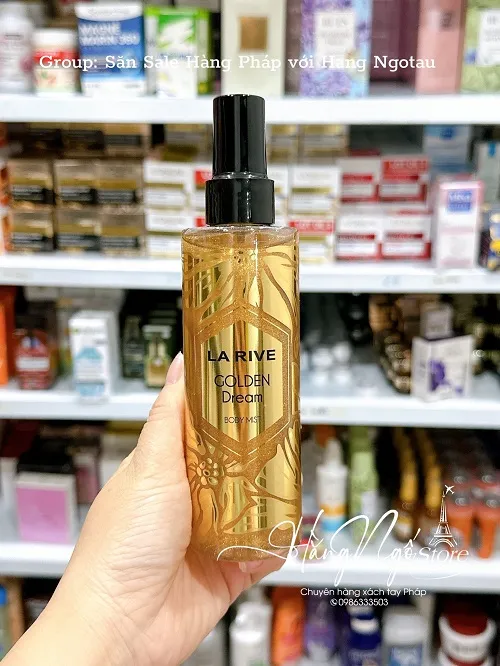 Group: Săn Sale Hàng Pháp với Hằng Ngotau
LA RIVE
GOLDEN
Dream
BODY MIST
Hằng Ngố Store
Chuyên hàng xách tay Pháp
0986333503